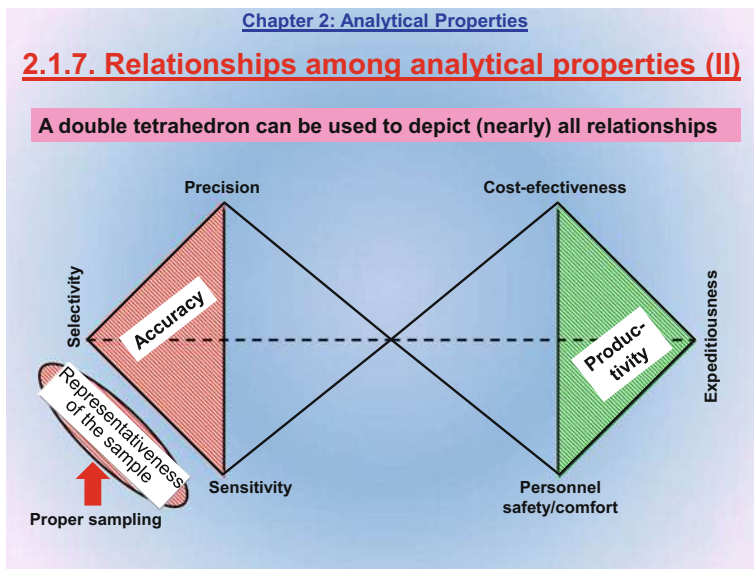 Chapter 2: Analytical Properties
2.1.7. Relationships among analytical properties (II)
A double tetrahedron can be used to depict (nearly) all relationships
Precision
Cost-efectiveness
Selectivity
Accuracy
Produc-
tivity
Expeditiousness
Representativeness
of the sample
Sensitivity
Personnel
safety/comfort
Proper sampling